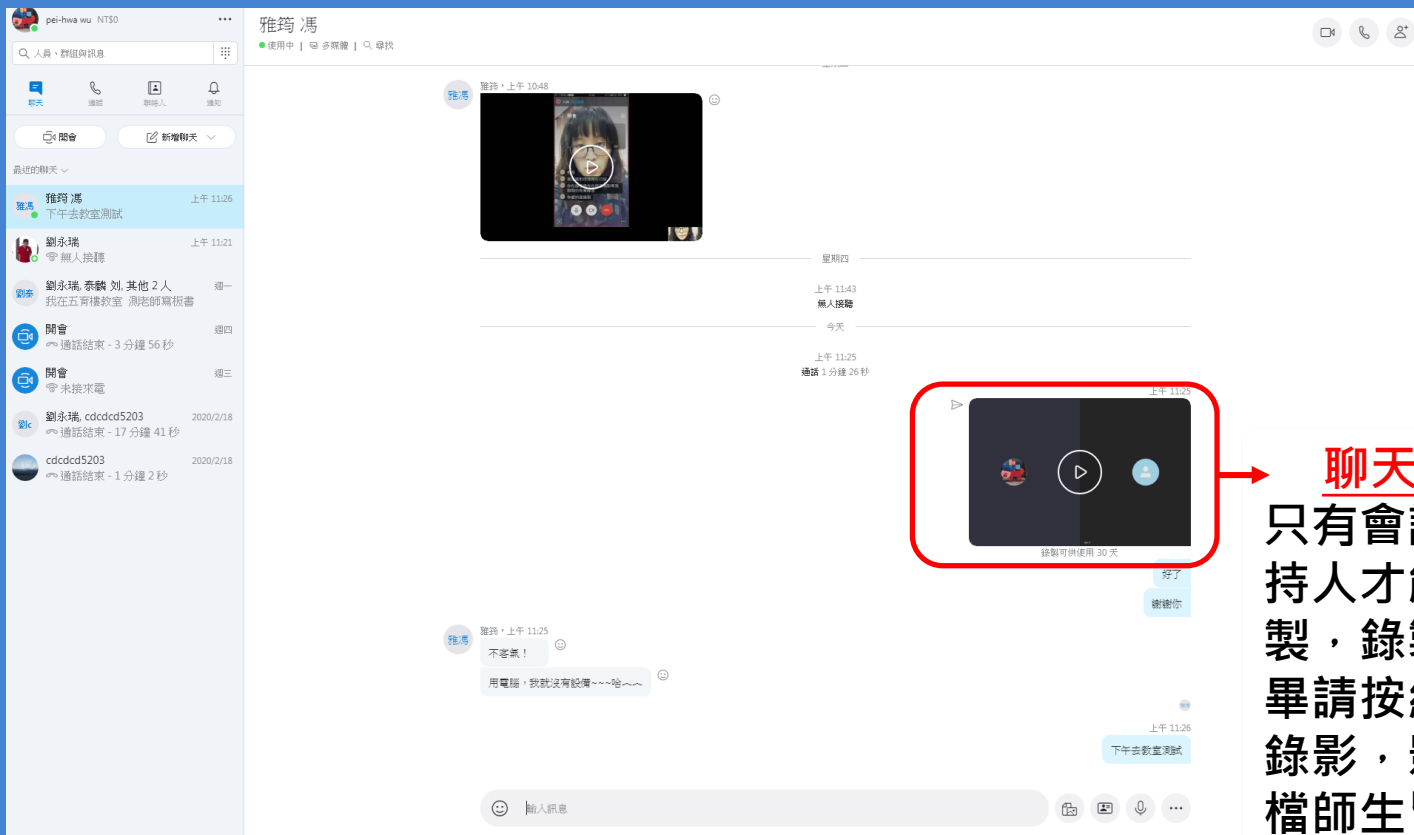 pei-hwa wu NT$0
人員、群組與訊息
聊天
通話
聯絡人
通知
開會
新增聊天
最近的聊天
雅筠 馮
上午 11:26
雅馮
下午去教室測試
劉永瑞
上午 11:21
無人接聽
劉永瑞, 泰麟 刘, 其他 2 人
週一
劉泰
我在五育樓教室 測老師寫板書
開會
週四
通話結束 - 3 分鐘 56 秒
開會
週三
未接來電
劉永瑞, cdcdcd5203
2020/2/18
劉c
通話結束 - 17 分鐘 41 秒
cdcdcd5203
2020/2/18
通話結束 - 1 分鐘 2 秒
雅筠 馮
使用中 | 多媒體 | 尋找
雅筠，上午 10:48
雅馮
星期四
上午 11:43
無人接聽
今天
上午 11:25
通話 1 分鐘 26 秒
上午 11:25
錄製可供使用 30 天
好了
謝謝你
雅筠，上午 11:25
雅馮
不客氣！
用電腦，我就沒有設備~~~哈~~
上午 11:26
下午去教室測試
輸入訊息
聊天
只有會
持人才
製，錄
畢請按
錄影，
檔師生